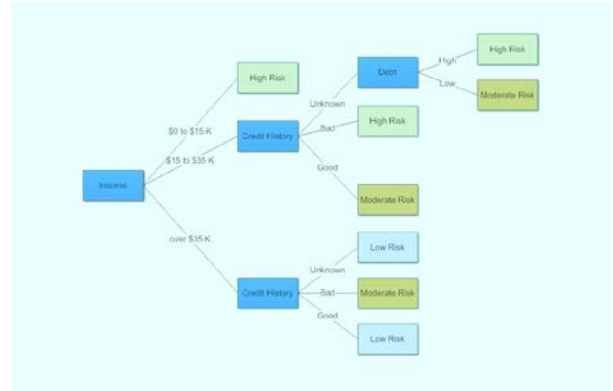 High Risk
Debt
High
High Risk
Low
Moderate Risk
Unknown
$0 to $15 K
Credit History
Bad
High Risk
$15 to $35 K
Good
Income
Moderate Risk
over $35 K
Low Risk
Unknown
Credit History
Bad
Moderate Risk
Good
Low Risk